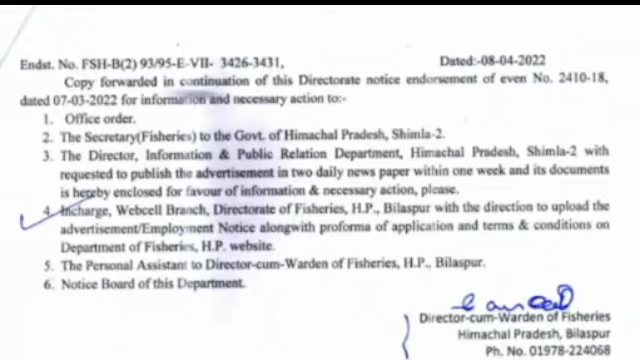 Endst. No. FSH-B(2) 93/95-E-VII- 3426-3431, Dated:-08-04-2022
Copy forwarded in continuation of this Directorate notice endorsement of even No. 2410-18,
dated 07-03-2022 for information and necessary action to:-
1. Office order.
2. The Secretary(Fisheries) to the Govt. of Himachal Pradesh, Shimla-2.
3. The Director, Information & Public Relation Department, Himachal Pradesh, Shimla-2 with
requested to publish the advertisement in two daily news paper within one week and its documents
is hereby enclosed for favour of information & necessary action, please.
4. Incharge, Webcell Branch, Directorate of Fisheries, H.P., Bilaspur with the direction to upload the
advertisement/Employment Notice alongwith proforma of application and terms & conditions on
Department of Fisheries, H.P. website.
5. The Personal Assistant to Director-cum-Warden of Fisheries, H.P., Bilaspur.
6. Notice Board of this Department.
Director-cum-Warden of Fisheries
Himachal Pradesh, Bilaspur
Ph. No. 01978-224068